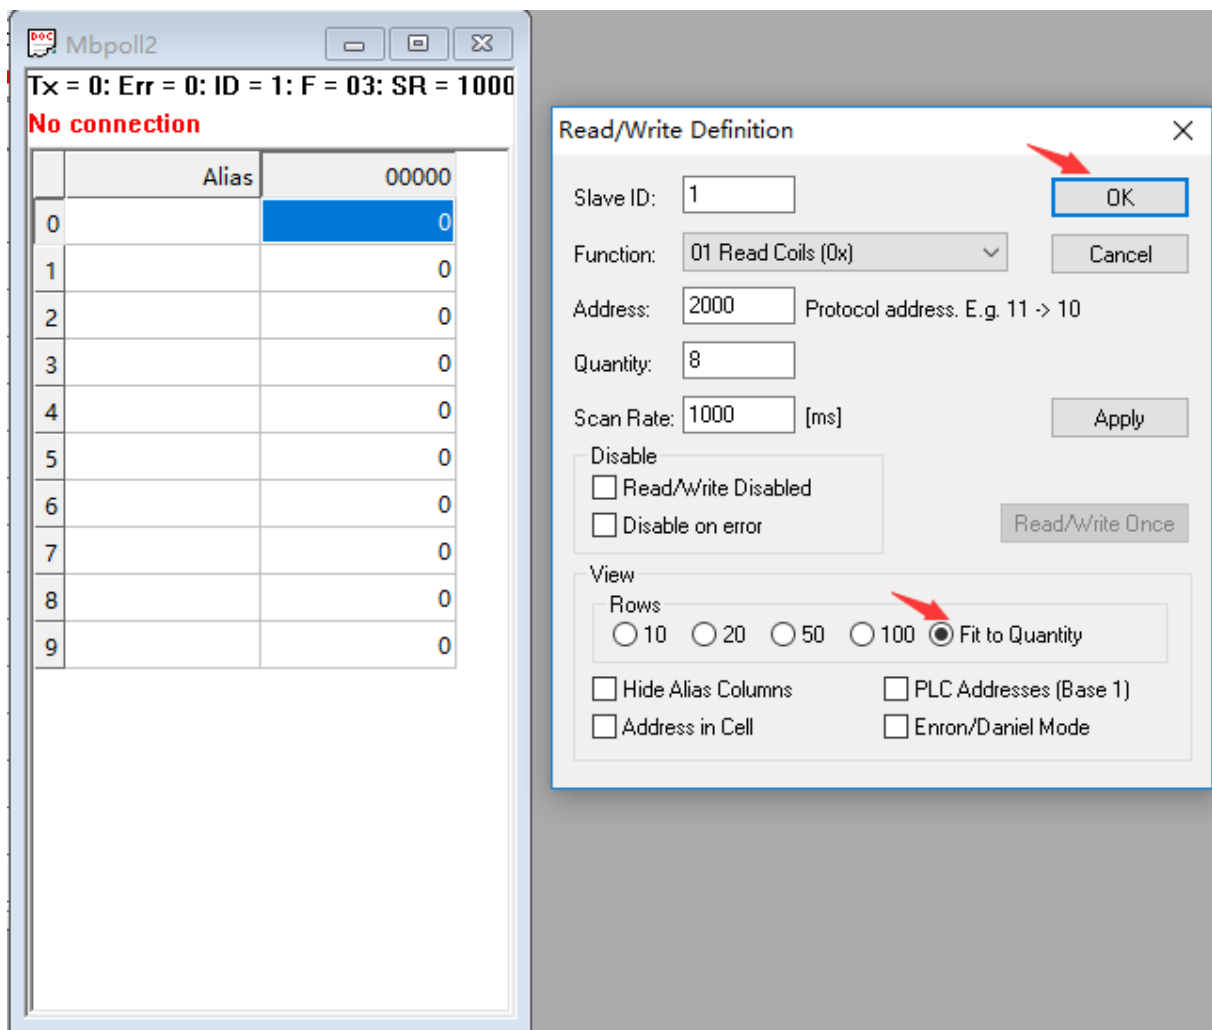 DOC
Mbpoll2
Tx = 0: Err = 0: ID = 1: F = 03: SR = 1000
No connection
Alias 00000
0 0
1 0
2 0
3 0
4 0
5 0
6 0
7 0
8 0
9 0
Read/Write Definition
Slave ID: 1 OK
Function: 01 Read Coils (0x) Cancel
Address: 2000 Protocol address. E.g. 11 -> 10
Quantity: 8
Scan Rate: 1000 [ms] Apply
Disable
Read/Write Disabled
Disable on error Read/Write Once
View
Rows
10 20 50 100 Fit to Quantity
Hide Alias Columns PLC Addresses (Base 1)
Address in Cell Enron/Daniel Mode